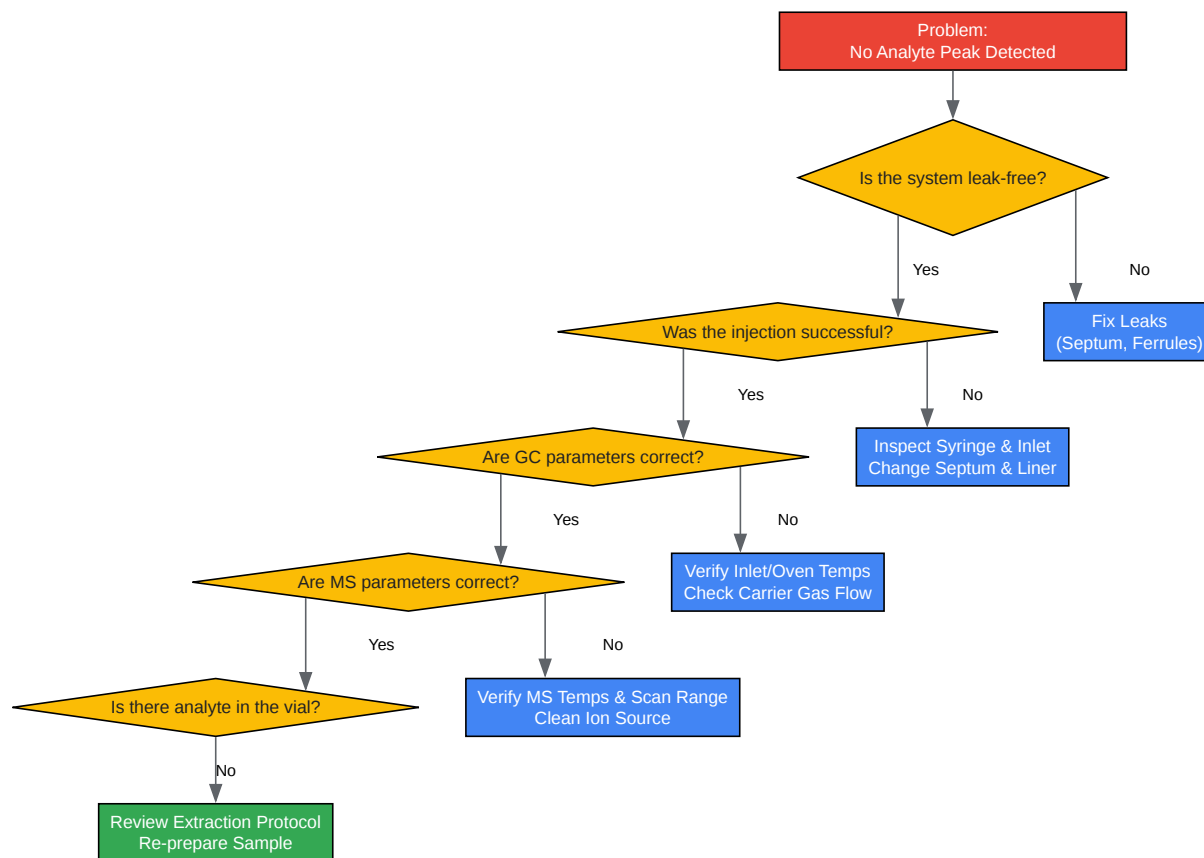 Problem:
No Analyte Peak Detected
Is the system leak-free?
Yes
No
Was the injection successful?
Fix Leaks
(Septum, Ferrules)
Yes
No
Are GC parameters correct?
Inspect Syringe & Inlet
Change Septum & Liner
Yes
No
Are MS parameters correct?
Verify Inlet/Oven Temps
Check Carrier Gas Flow
Yes
No
Is there analyte in the vial?
Verify MS Temps & Scan Range
Clean Ion Source
No
Review Extraction Protocol
Re-prepare Sample